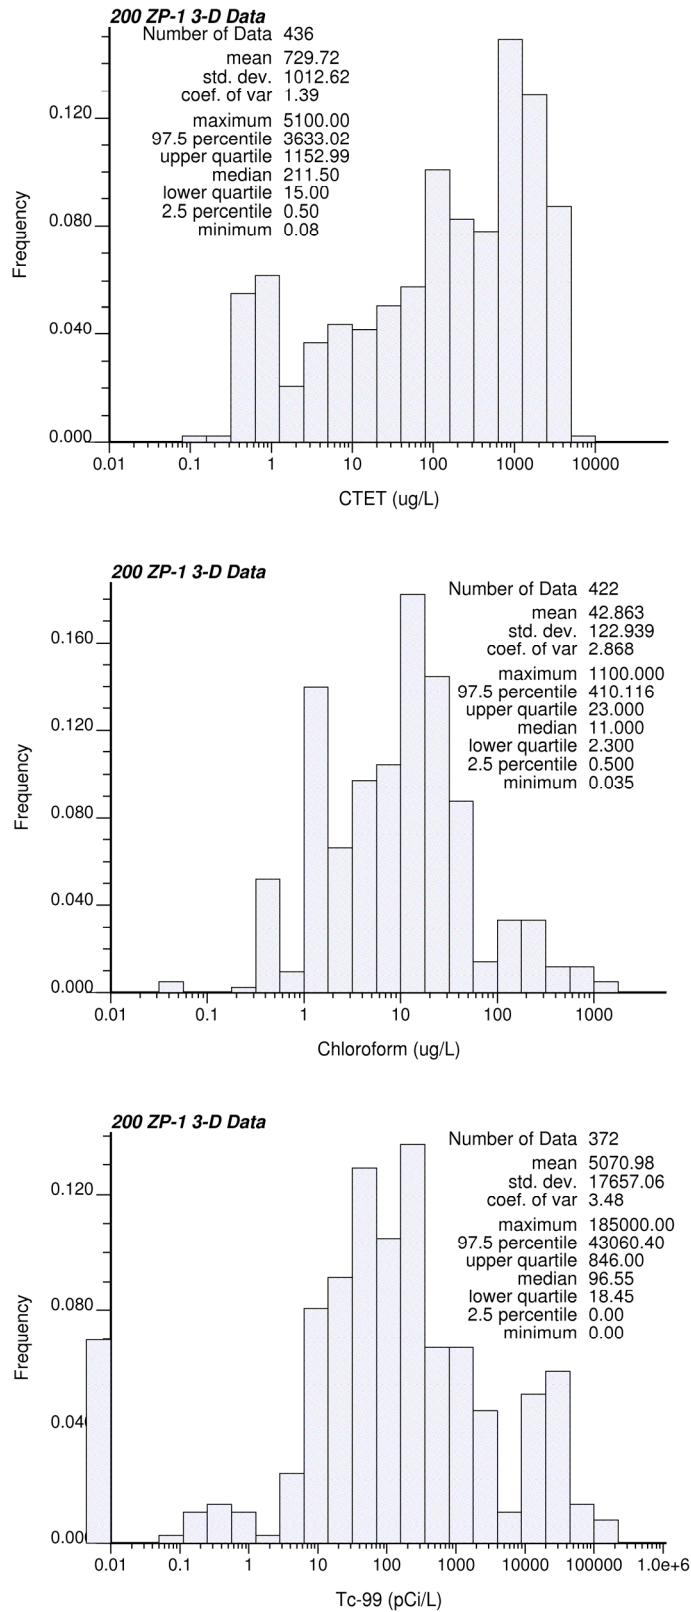 200 ZP-1 3-D Data
Number of Data 436
mean 729.72
std. dev. 1012.62
coef. of var 1.39
maximum 5100.00
97.5 percentile 3633.02
upper quartile 1152.99
median 211.50
lower quartile 15.00
2.5 percentile 0.50
minimum 0.08
Frequency
0.120
0.080
0.040
0.000
0.01 0.1 1 10 100 1000 10000
CTET (ug/L)
200 ZP-1 3-D Data
Number of Data 422
mean 42.863
std. dev. 122.939
coef. of var 2.868
maximum 1100.000
97.5 percentile 410.116
upper quartile 23.000
median 11.000
lower quartile 2.300
2.5 percentile 0.500
minimum 0.035
Frequency
0.160
0.120
0.080
0.040
0.000
0.01 0.1 1 10 100 1000
Chloroform (ug/L)
200 ZP-1 3-D Data
Number of Data 372
mean 5070.98
std. dev. 17657.06
coef. of var 3.48
maximum 185000.00
97.5 percentile 43060.40
upper quartile 846.00
median 96.55
lower quartile 18.45
2.5 percentile 0.00
minimum 0.00
Frequency
0.120
0.080
0.04
0.00
0.01 0.1 1 10 100 1000 10000 100000 1.0e+6
Tc-99 (pCi/L)